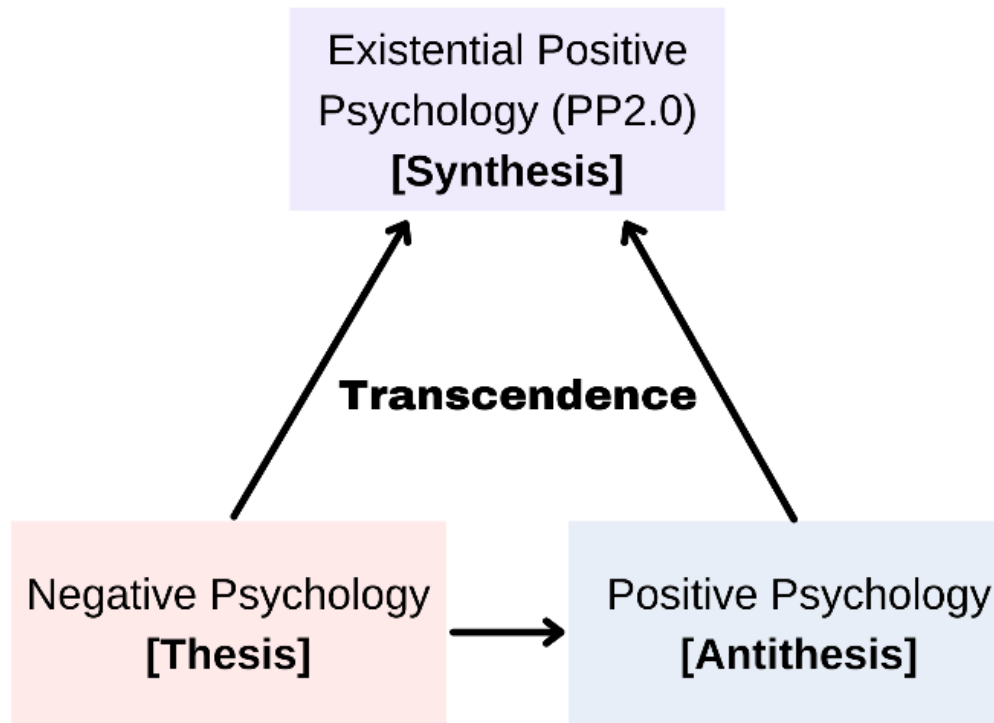 Existential Positive
Psychology (PP2.0)
[Synthesis]
Transcendence
Negative Psychology
[Thesis]
Positive Psychology
[Antithesis]